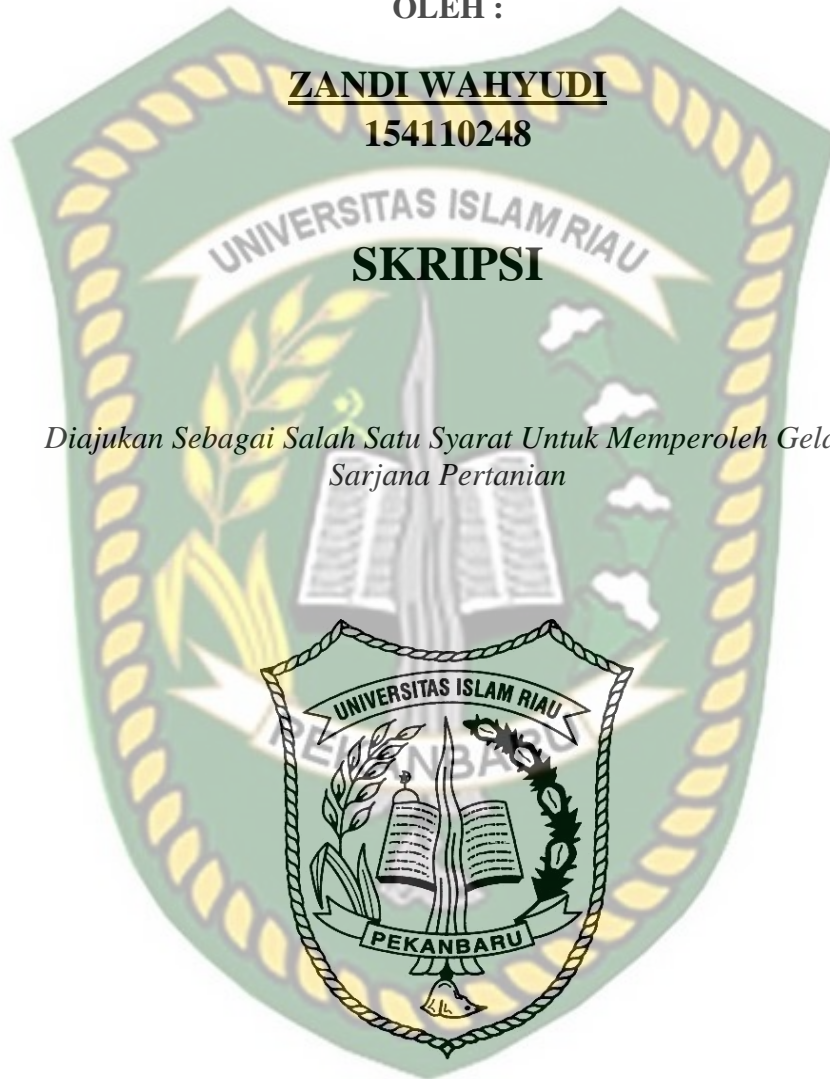 OLEH :
ZANDI WAHYUDI
154110248
UNIVERSITAS ISLAM RIAU
SKRIPSI
Diajukan Sebagai Salah Satu Syarat Untuk Memperoleh Gela
Sarjana Pertanian
UNIVERSITAS ISLAM RIAU
PEKANBARU
PEKANBARU